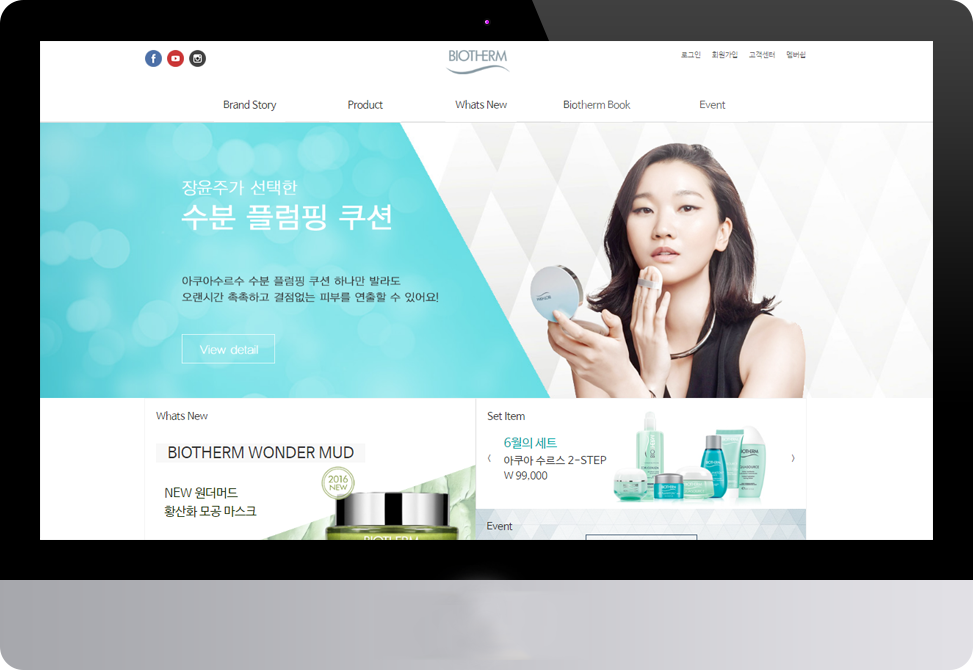 BIOTHERM
로그인 회원가입 고객센터 멤버쉽
Brand Story Product Whats New Biotherm Book Event
장윤주가 선택한
수분 플럼핑 쿠션
아쿠아수르수 수분 플럼핑 쿠션 하나만 발라도
오랜시간 촉촉하고 결점없는 피부를 연출할 수 있어요!
View detail
Whats New
BIOTHERM WONDER MUD
2016
NEW
NEW 원더머드
황산화 모공 마스크
BIOTHERM
Set Item
6월의 세트
아쿠아 수르스 2-STEP
₩ 99.000
Event